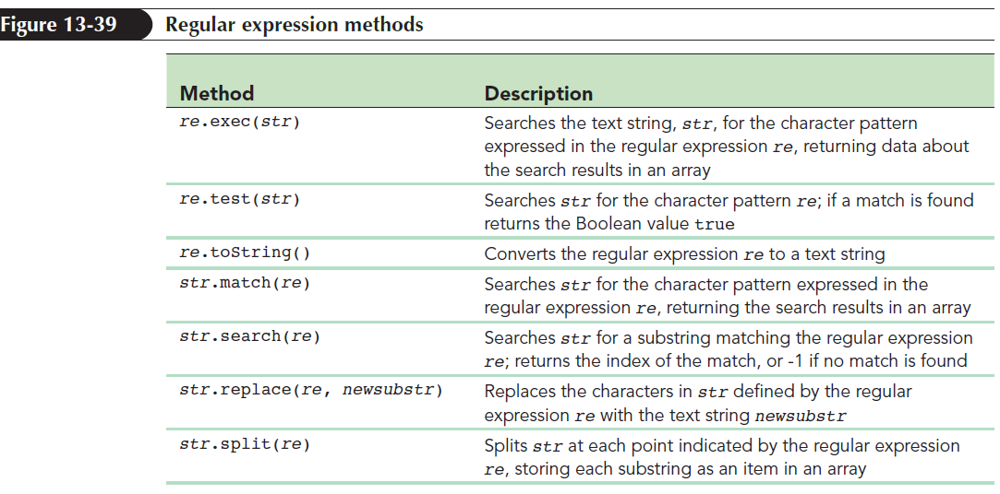 Figure 13-39 Regular expression methods
Method Description
re.exec(str) Searches the text string, str, for the character pattern
expressed in the regular expression re, returning data about
the search results in an array
re.test(str) Searches str for the character pattern re; if a match is found
returns the Boolean value true
re.toString() Converts the regular expression re to a text string
str.match(re) Searches str for the character pattern expressed in the
regular expression re, returning the search results in an array
str.search(re) Searches str for a substring matching the regular expression
re; returns the index of the match, or -1 if no match is found
str.replace(re, newsubstr) Replaces the characters in str defined by the regular
expression re with the text string newsubstr
str.split(re) Splits str at each point indicated by the regular expression
re, storing each substring as an item in an array